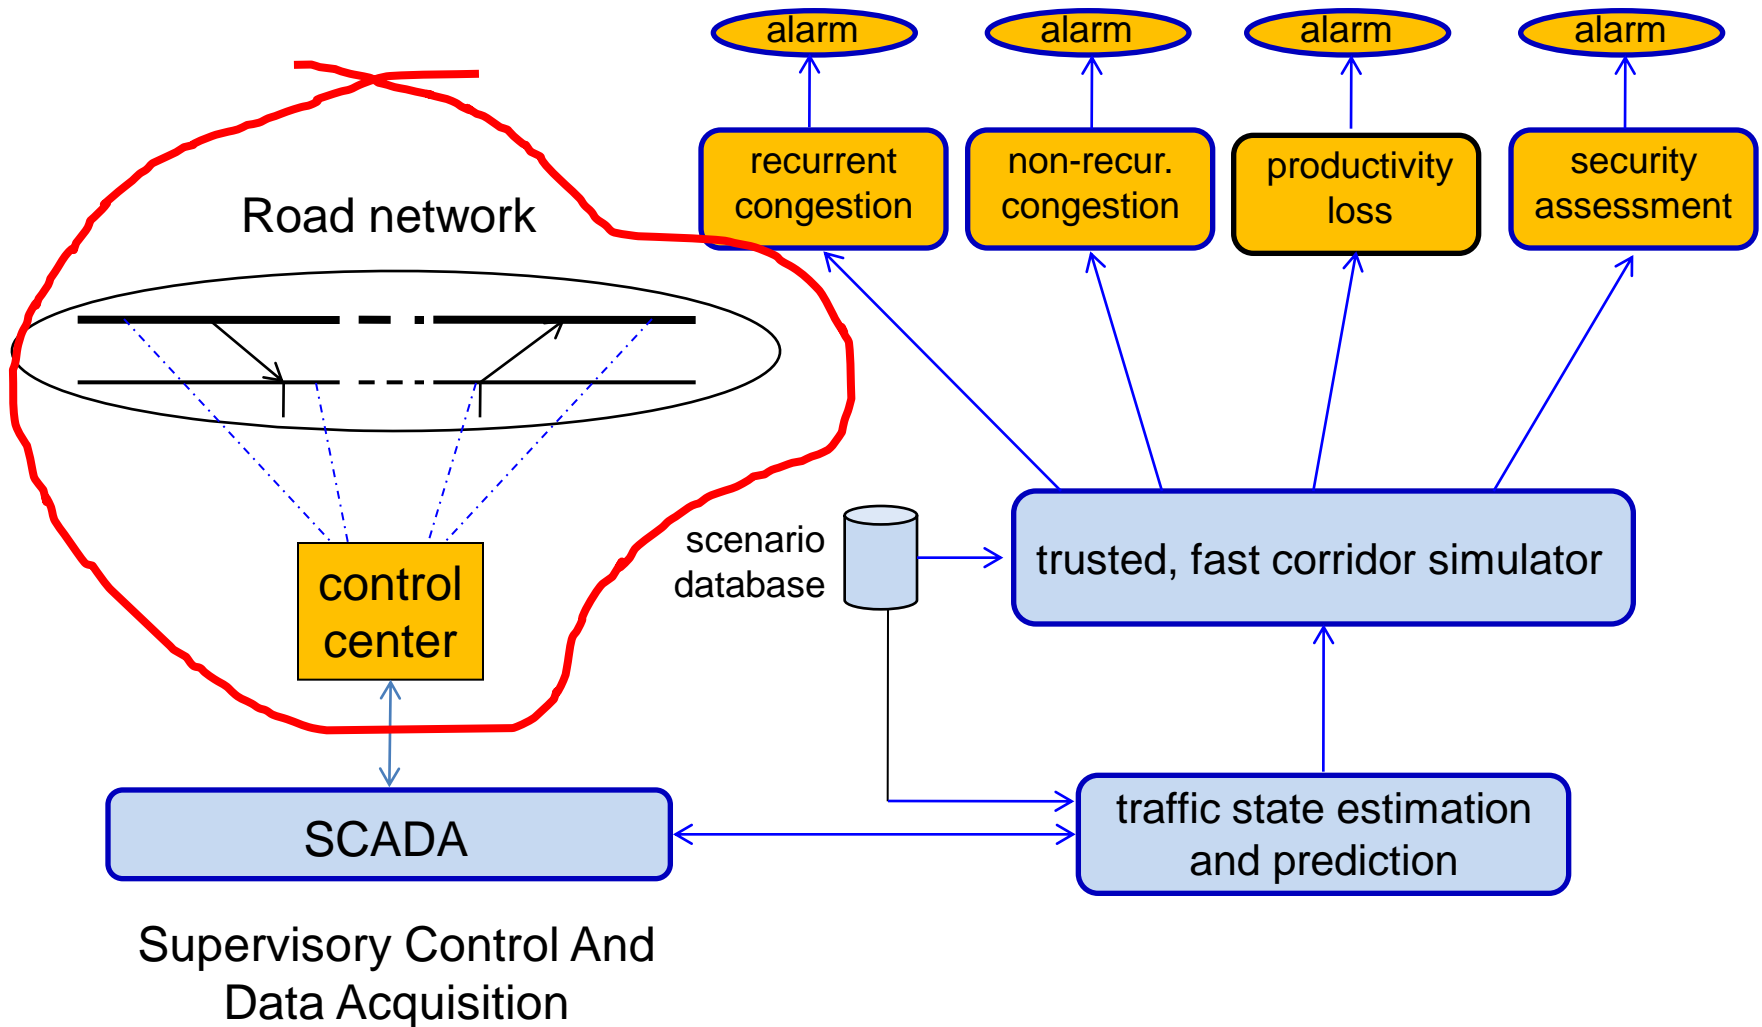 alarm
alarm
alarm
alarm
recurrent
congestion
non-recur.
congestion
productivity
loss
security
assessment
Road network
control
center
scenario
database
trusted, fast corridor simulator
SCADA
traffic state estimation
and prediction
Supervisory Control And
Data Acquisition